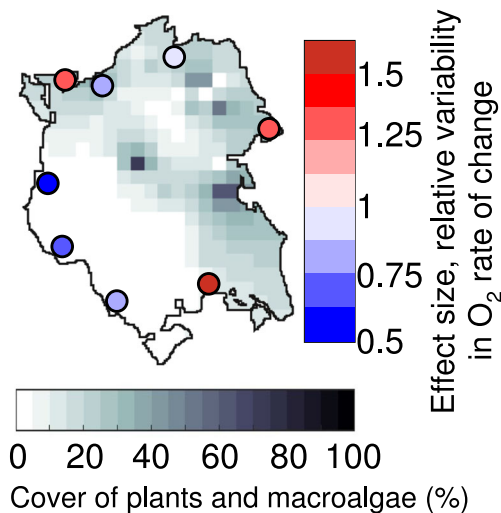 1.5
1.25
1
0.75
0.5
Effect size, relative variability
in O₂ rate of change
0 20 40 60 80 100
Cover of plants and macroalgae (%)